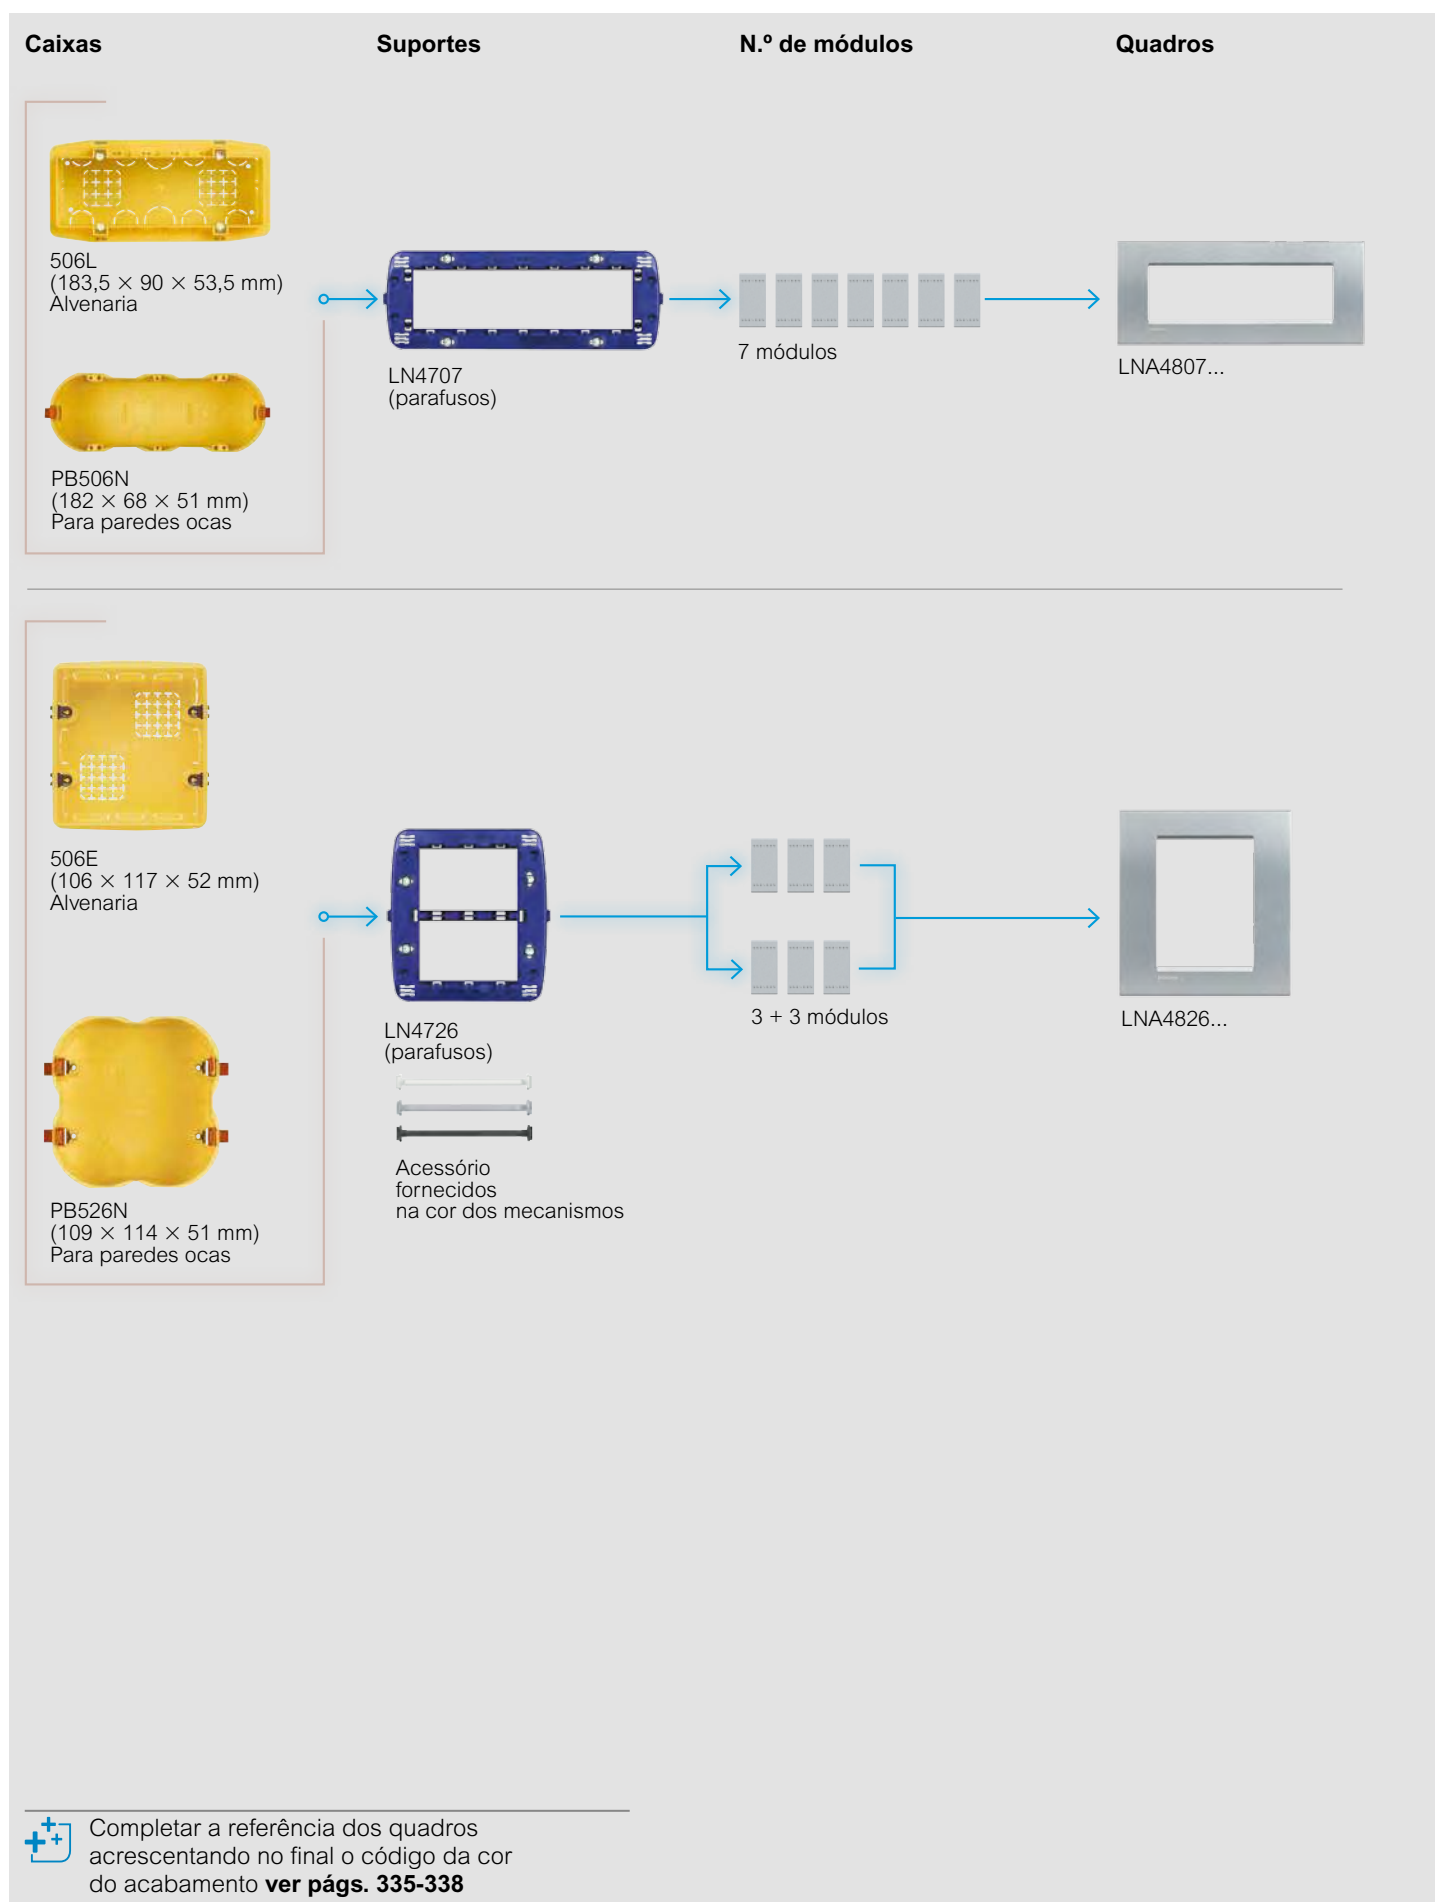 Caixas
Suportes
N.º de módulos
Quadros
506L
(183,5 × 90 × 53,5 mm)
Alvenaria
PB506N
(182 × 68 × 51 mm)
Para paredes ocas
LN4707
(parafusos)
7 módulos
LNA4807...
506E
(106 × 117 × 52 mm)
Alvenaria
PB526N
(109 × 114 × 51 mm)
Para paredes ocas
LN4726
(parafusos)
Acessório
fornecidos
na cor dos mecanismos
3 + 3 módulos
LNA4826...
Completar a referência dos quadros
acrescentando no final o código da cor
do acabamento ver págs. 335-338